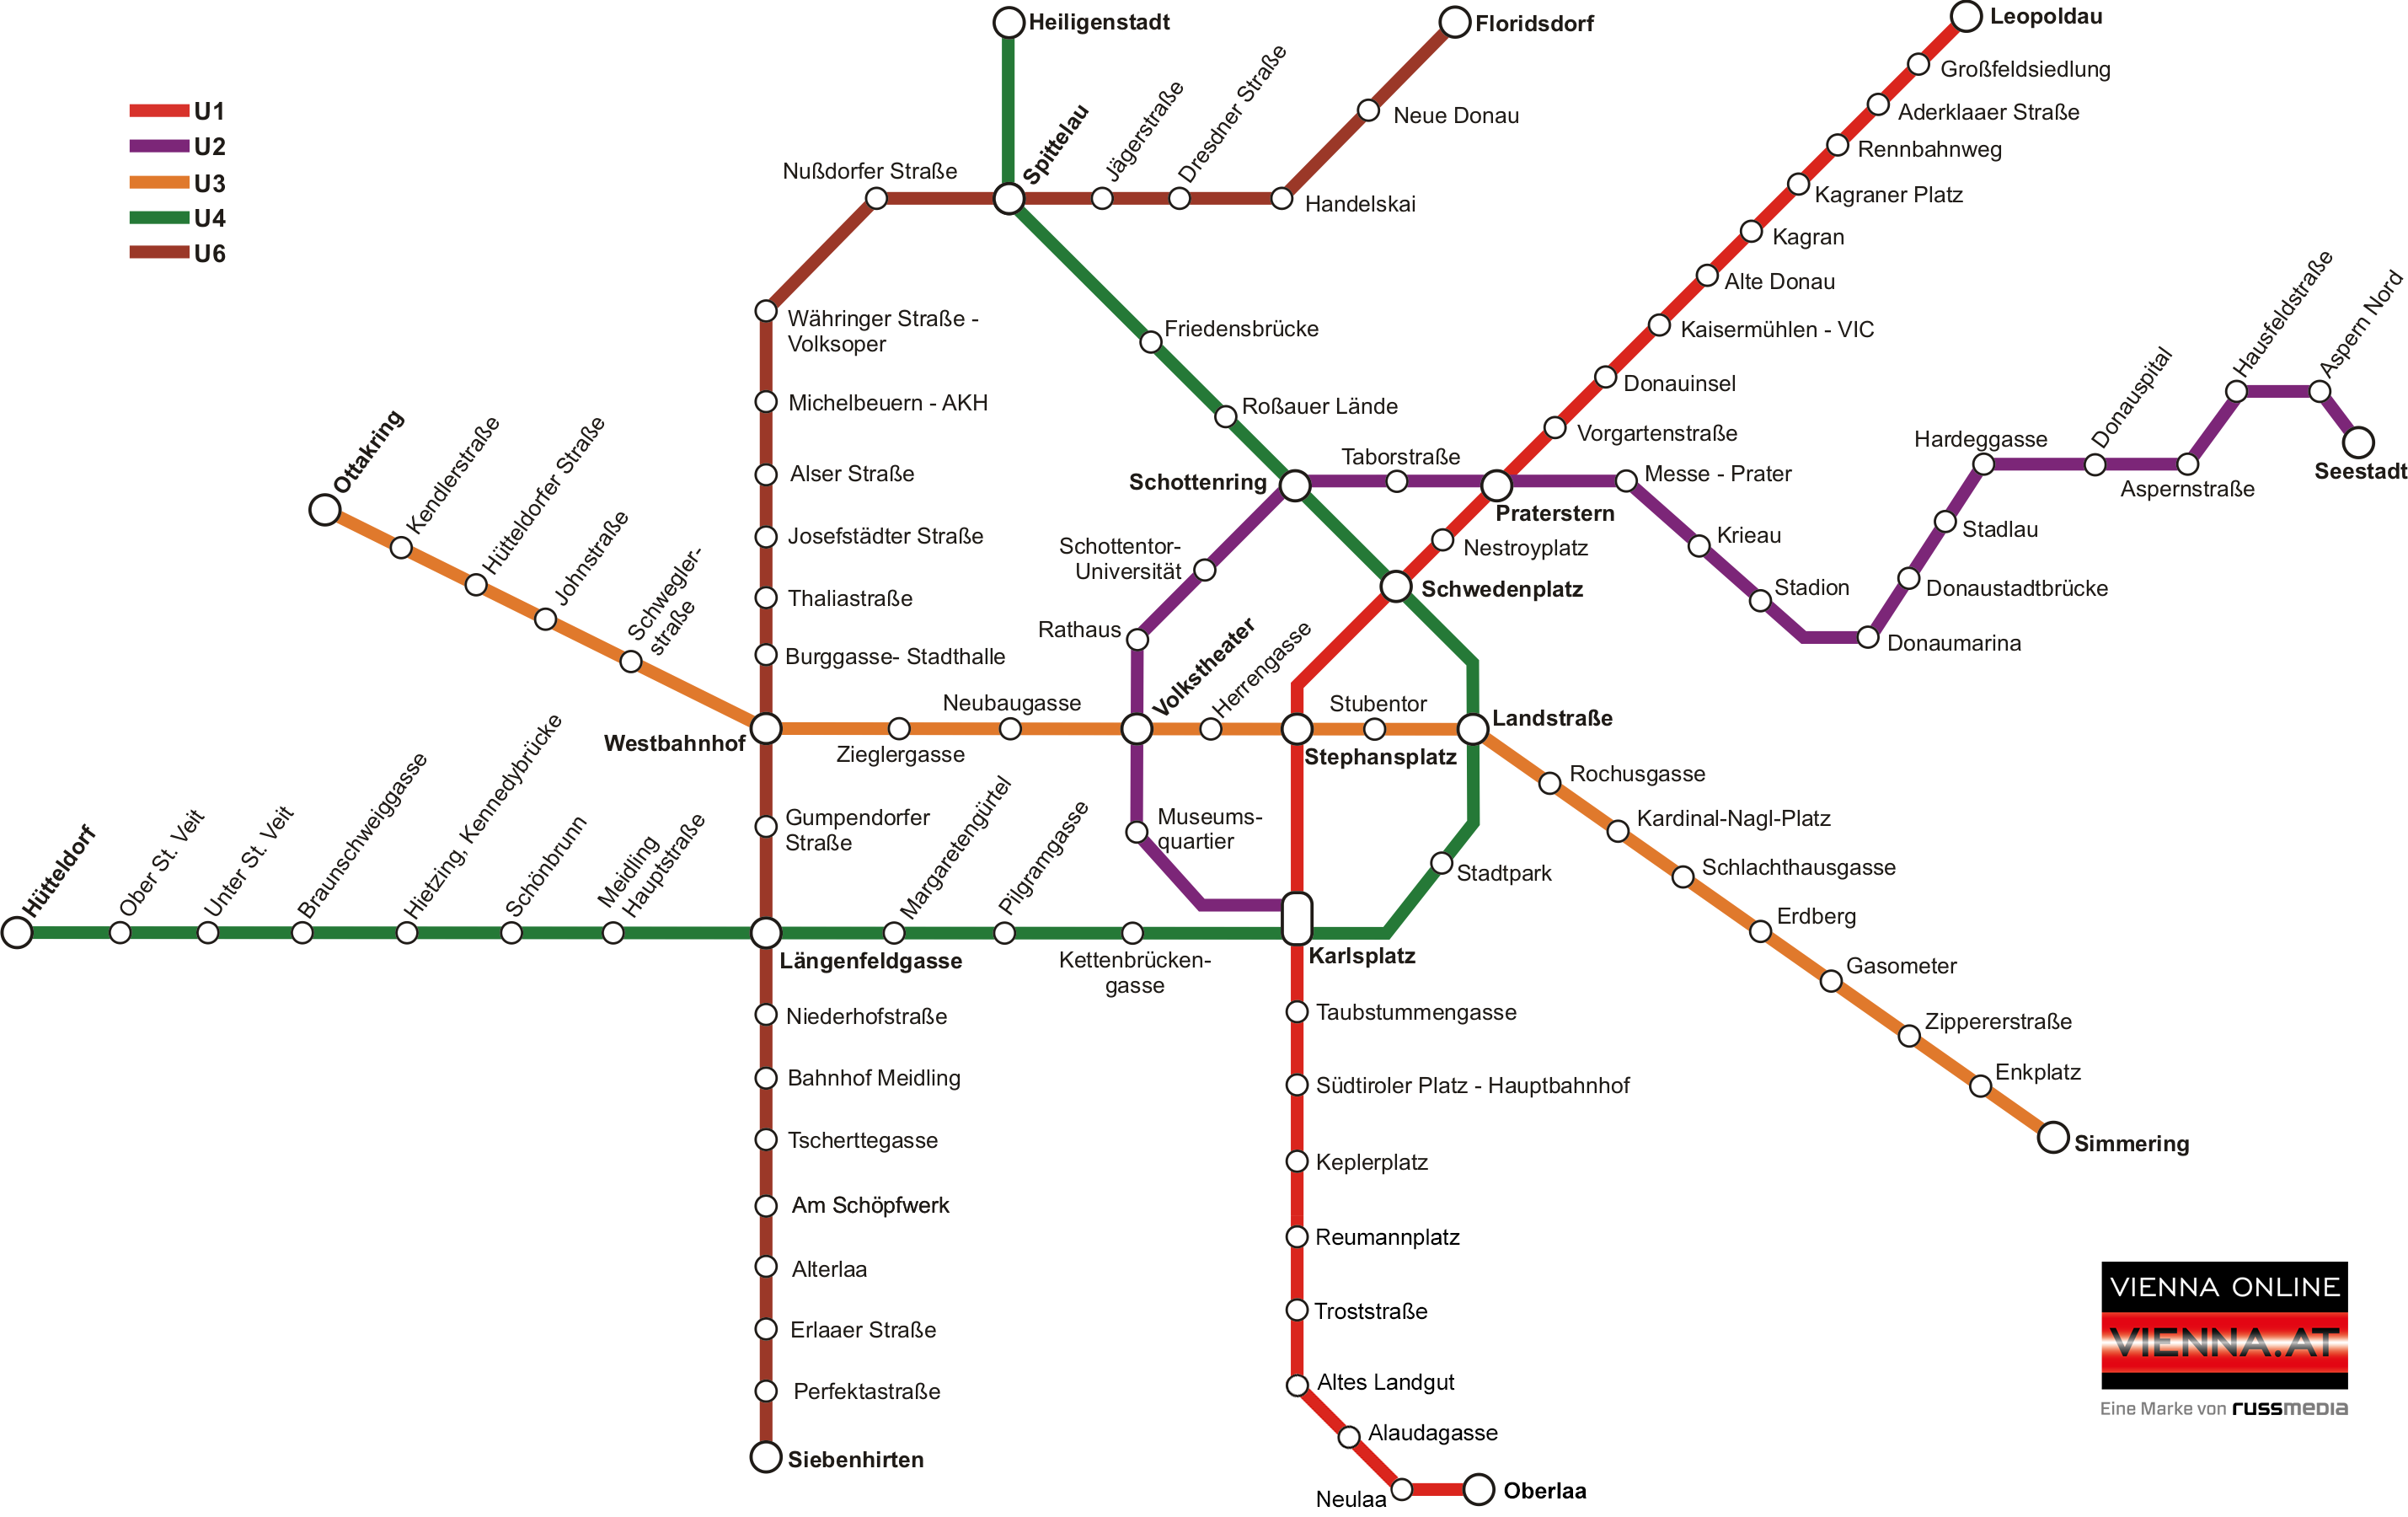 Heiligenstadt
Floridsdorf
Leopoldau
Großfeldsiedlung
U1
U2
U3
U4
U6
Aderklaaer Straße
Neue Donau
Rennbahnweg
Nußdorfer Straße
Spittelau
Jägerstraße
Dresdner Straße
Handelskai
Kagraner Platz
Kagran
Alte Donau
Währinger Straße -
Volksoper
Friedensbrücke
Kaisermühlen - VIC
Donauinsel
Michelbeuern - AKH
Roßauer Lände
Vorgartenstraße
Hardeggasse
Donauspital
Hausfeldstraße
Aspern Nord
Seestadt
Aspernstraße
Ottakring
Kendlerstraße
Hütteldorfer Straße
Johnstraße
Schwegler-
straße
Alser Straße
Schottenring
Taborstraße
Messe - Prater
Praterstern
Josefstädter Straße
Schottentor-
Universität
Nestroyplatz
Krieau
Stadlau
Thaliastraße
Schwedenplatz
Stadion
Donaustadtbrücke
Rathaus
Donaumarina
Burggasse- Stadthalle
Westbahnhof
Zieglergasse
Neubaugasse
Volkstheater
Herrengasse
Stephansplatz
Stubentor
Landstraße
Rochusgasse
Gumpendorfer
Straße
Museums-
quartier
Kardinal-Nagl-Platz
Stadtpark
Schlachthausgasse
Hütteldorf
Ober St. Veit
Unter St. Veit
Braunschweiggasse
Hietzing, Kennedybrücke
Schönbrunn
Meidling
Hauptstraße
Längenfeldgasse
Margaretengürtel
Pilgramgasse
Kettenbrücken-
gasse
Karlsplatz
Erdberg
Gasometer
Niederhofstraße
Taubstummengasse
Zippererstraße
Bahnhof Meidling
Südtiroler Platz - Hauptbahnhof
Enkplatz
Tscherttegasse
Keplerplatz
Simmering
Am Schöpfwerk
Reumannplatz
Alterlaa
Troststraße
Erlaaer Straße
Perfektastraße
Altes Landgut
Siebenhirten
Alaudagasse
Neulaa
Oberlaa
VIENNA ONLINE
VIENNA.AT
Eine Marke von russmedia